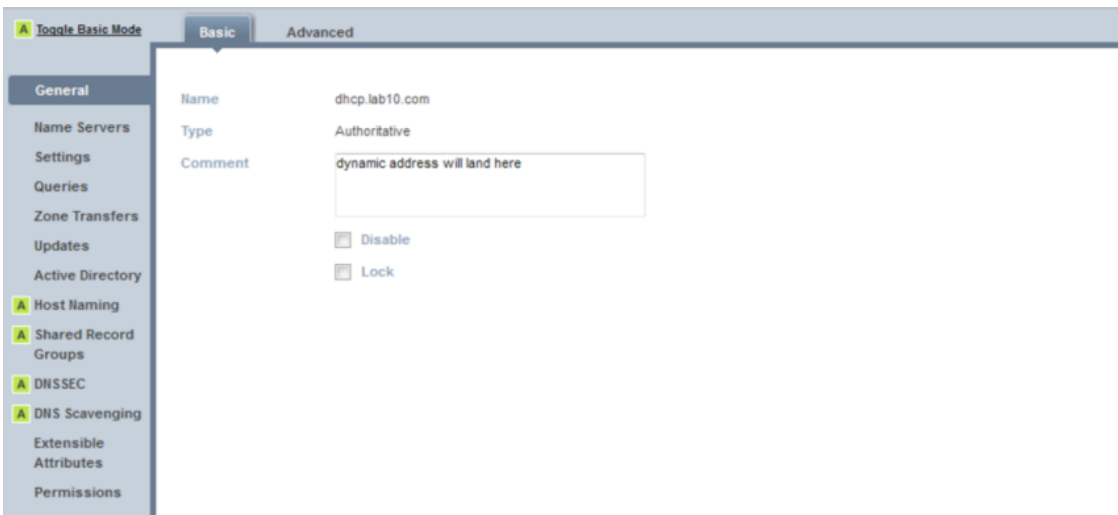 A Toggle Basic Mode
Basic
Advanced
General
Name Servers
Settings
Queries
Zone Transfers
Updates
Active Directory
A Host Naming
A Shared Record
Groups
A DNSSEC
A DNS Scavenging
Extensible
Attributes
Permissions
Name dhcp.lab10.com
Type Authoritative
Comment dynamic address will land here
Disable
Lock